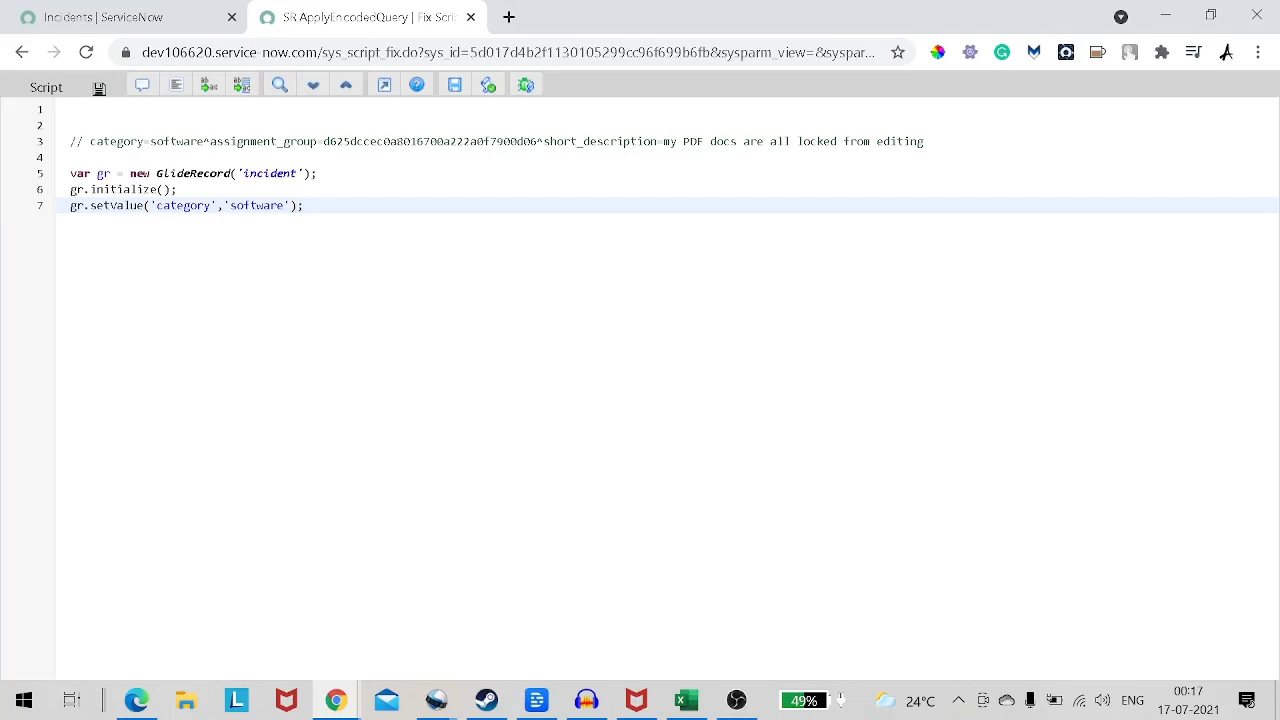 Incidents | ServiceNow
SR ApplyEncodedQuery | Fix Scri
dev106620.service-now.com/sys_script_fix.do?sys_id=5d017d4b2f1130105299cc96f699b6fb&sysparm_view=&syspar...
Script
1
2
3 // category=software^assignment_group=d625dccec0a8016700a222a0f7900d06^short_description=my PDF docs are all locked from editing
4
5 var gr = new GlideRecord('incident');
6 gr.initialize();
7 gr.setValue('category','software');
49%
24°C
ENG
00:17
17-07-2021